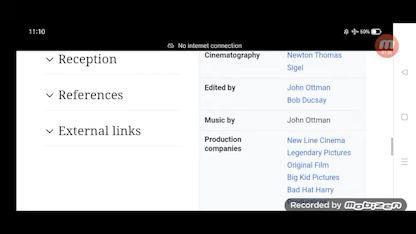 11:10
59%
No internet connection
Reception
References
External links
Cinematography Newton Thomas
Sigel
Edited by John Ottman
Bob Ducsay
Music by John Ottman
Production New Line Cinema
companies Legendary Pictures
Original Film
Big Kid Pictures
Bad Hat Harry
Recorded by Mobizen